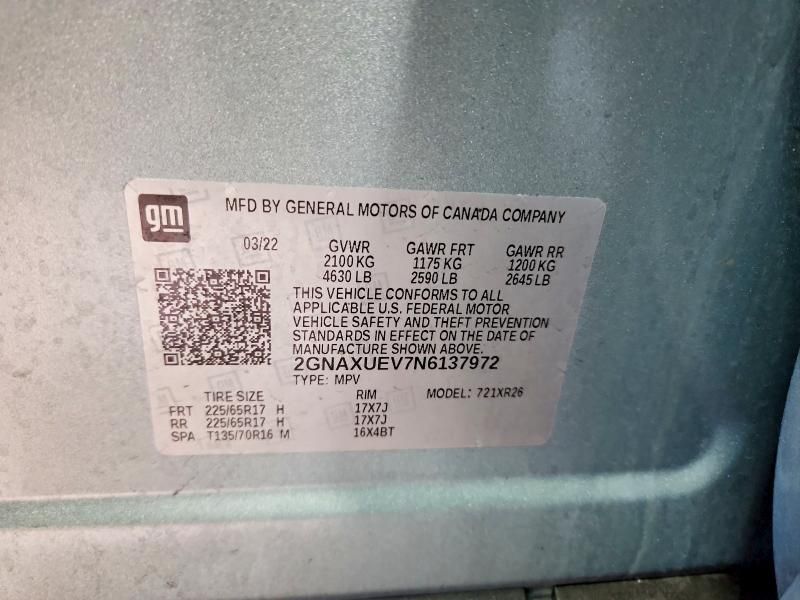 gm
MFD BY GENERAL MOTORS OF CANADA COMPANY
03/22 GVWR GAWR FRT GAWR RR
2100 KG 1175 KG 1200 KG
4630 LB 2590 LB 2645 LB
THIS VEHICLE CONFORMS TO ALL
APPLICABLE U.S. FEDERAL MOTOR
VEHICLE SAFETY AND THEFT PREVENTION
STANDARDS IN EFFECT ON THE DATE OF
MANUFACTURE SHOWN ABOVE.
2GNAXUEV7N6137972
TYPE: MPV
TIRE SIZE RIM MODEL: 721XR26
FRT 225/65R17 H 17X7J
RR 225/65R17 H 17X7J
SPA T135/70R16 M 16X4BT